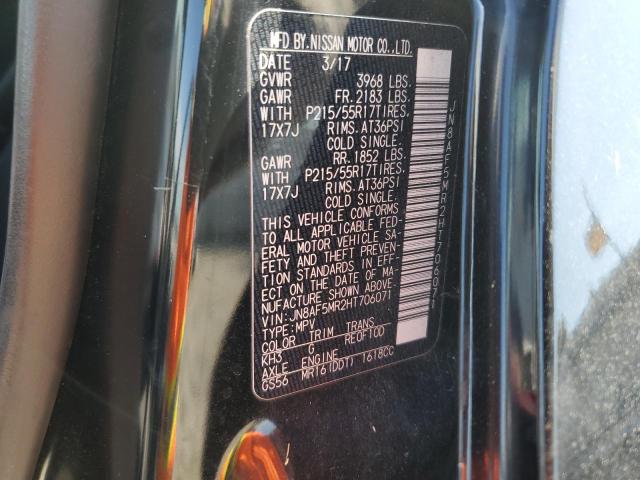 MFD BY.NISSAN MOTOR CO.,LTD.
DATE 3/17
GVWR 3968 LBS.
GAWR FR.2183 LBS.
WITH P215/55R17TIRES,
17X7J RIMS.AT36PSI
COLD SINGLE.
GAWR RR.1852 LBS.
WITH P215/55R17TIRES,
17X7J RIMS.AT36PSI
COLD SINGLE.
THIS VEHICLE CONFORMS
TO ALL APPLICABLE FED-
ERAL MOTOR VEHICLE SA-
FETY AND THEFT PREVEN-
TION STANDARDS IN EFF-
ECT ON THE DATE OF MA-
NUFACTURE SHOWN ABOVE.
VIN:JN8AF5MR2HT706071
TYPE:MPV
COLOR TRIM TRANS
KH3 G RE0F10D
AXLE ENGINE
GS56 MR16(DDT) 1618CC
JN8AF5MR2HT706071